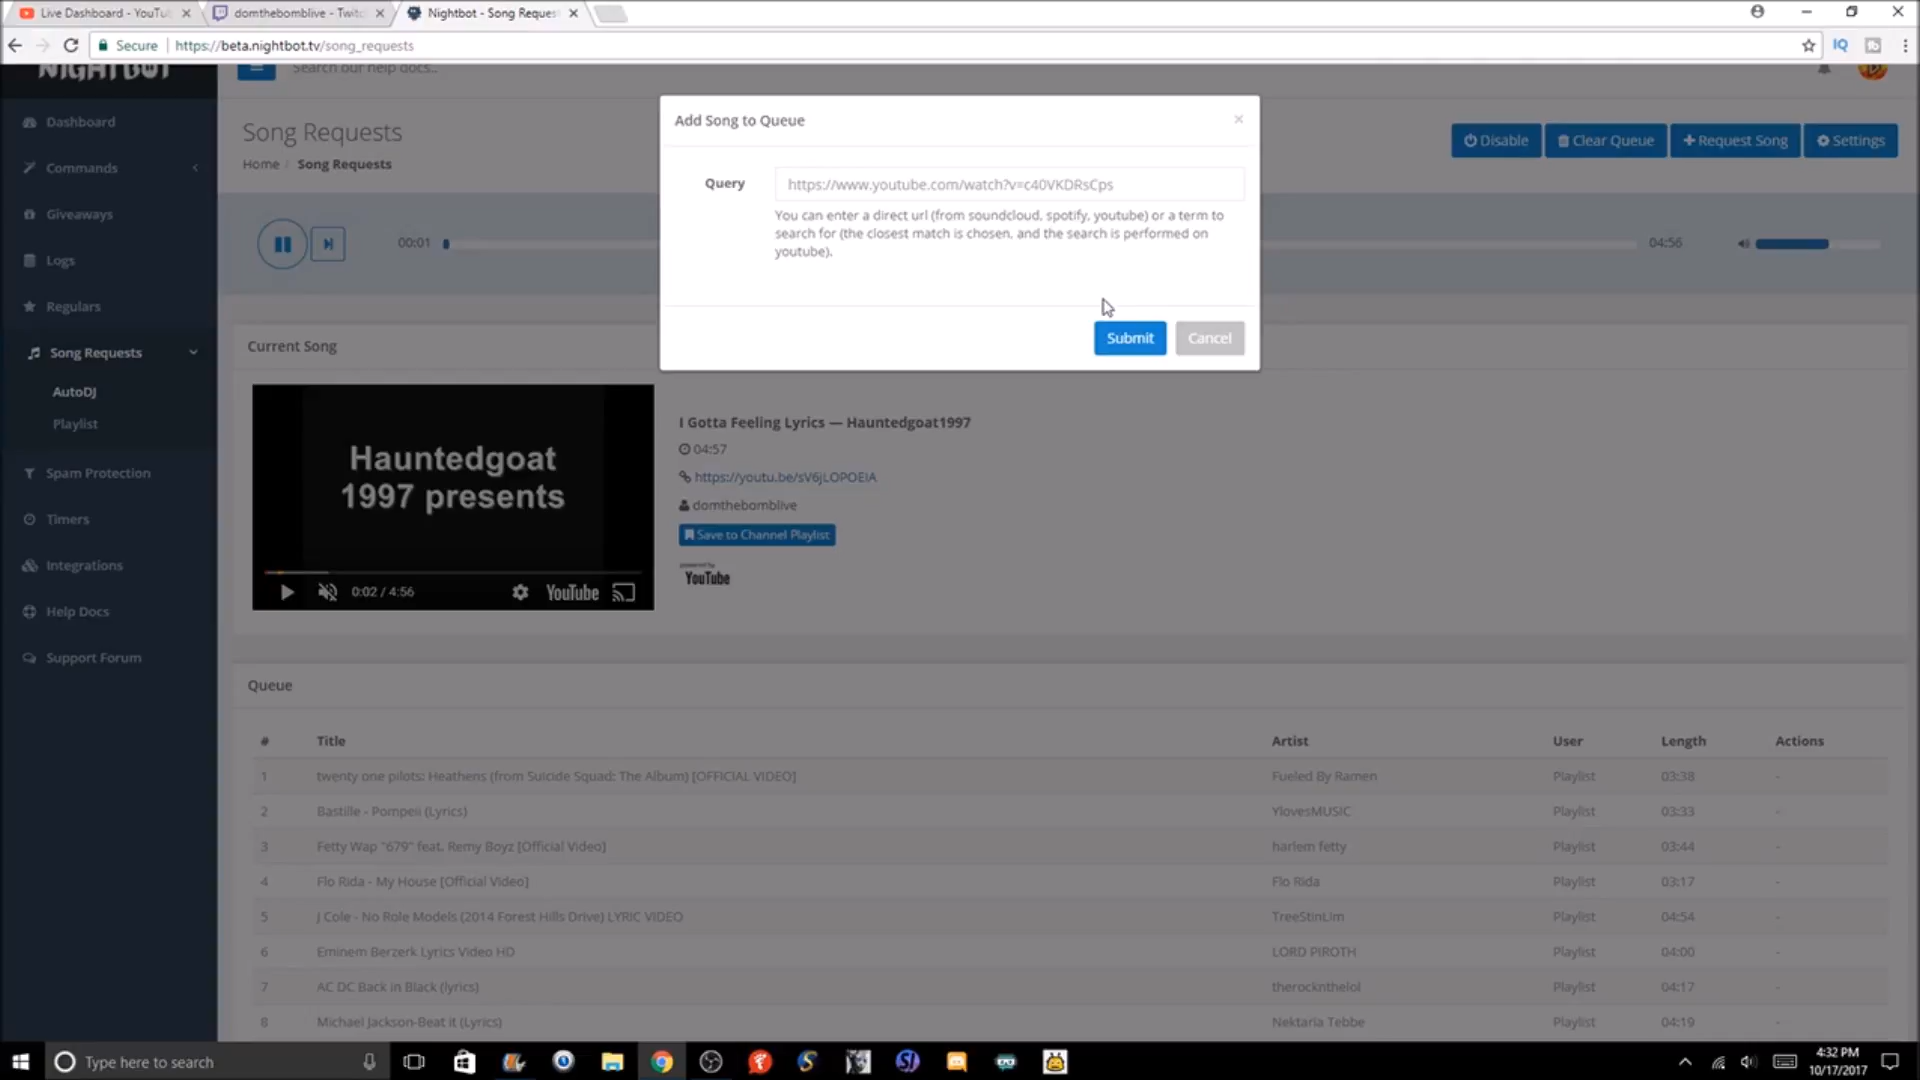 Live Dashboard - YouTu
domthebomblive - Twitc
Nightbot - Song Reques
Secure
https://beta.nightbot.tv/song_requests
IQ
NIGHTBOT
Search our help docs..
Dashboard
Commands
Giveaways
Logs
Regulars
Song Requests
AutoDJ
Playlist
Spam Protection
Timers
Integrations
Help Docs
Support Forum
Song Requests
Home / Song Requests
Disable
Clear Queue
Request Song
Settings
00:01
04:56
Add Song to Queue
Query
https://www.youtube.com/watch?v=c40VKDRsCps
You can enter a direct url (from soundcloud, spotify, youtube) or a term to
search for (the closest match is chosen, and the search is performed on
youtube).
Submit
Cancel
Current Song
Hauntedgoat
1997 presents
0:02 / 4:56
YouTube
I Gotta Feeling Lyrics — Hauntedgoat1997
04:57
https://youtu.be/sV6jLOPOEIA
domthebomblive
Save to Channel Playlist
powered by
YouTube
Queue
# Title Artist User Length Actions
1 twenty one pilots: Heathens (from Suicide Squad: The Album) [OFFICIAL VIDEO] Fueled By Ramen Playlist 03:38 -
2 Bastille - Pompeii (Lyrics) YlovesMUSIC Playlist 03:33 -
3 Fetty Wap "679" feat. Remy Boyz [Official Video] harlem fetty Playlist 03:44 -
4 Flo Rida - My House [Official Video] Flo Rida Playlist 03:17 -
5 J Cole - No Role Models (2014 Forest Hills Drive) LYRIC VIDEO TreeStinLim Playlist 04:54 -
6 Eminem Berzerk Lyrics Video HD LORD PIROTH Playlist 04:00 -
7 AC DC Back in Black (lyrics) therocknthelol Playlist 04:17 -
8 Michael Jackson-Beat it (Lyrics) Nektaria Tebbe Playlist 04:19 -
Type here to search
4:32 PM
10/17/2017